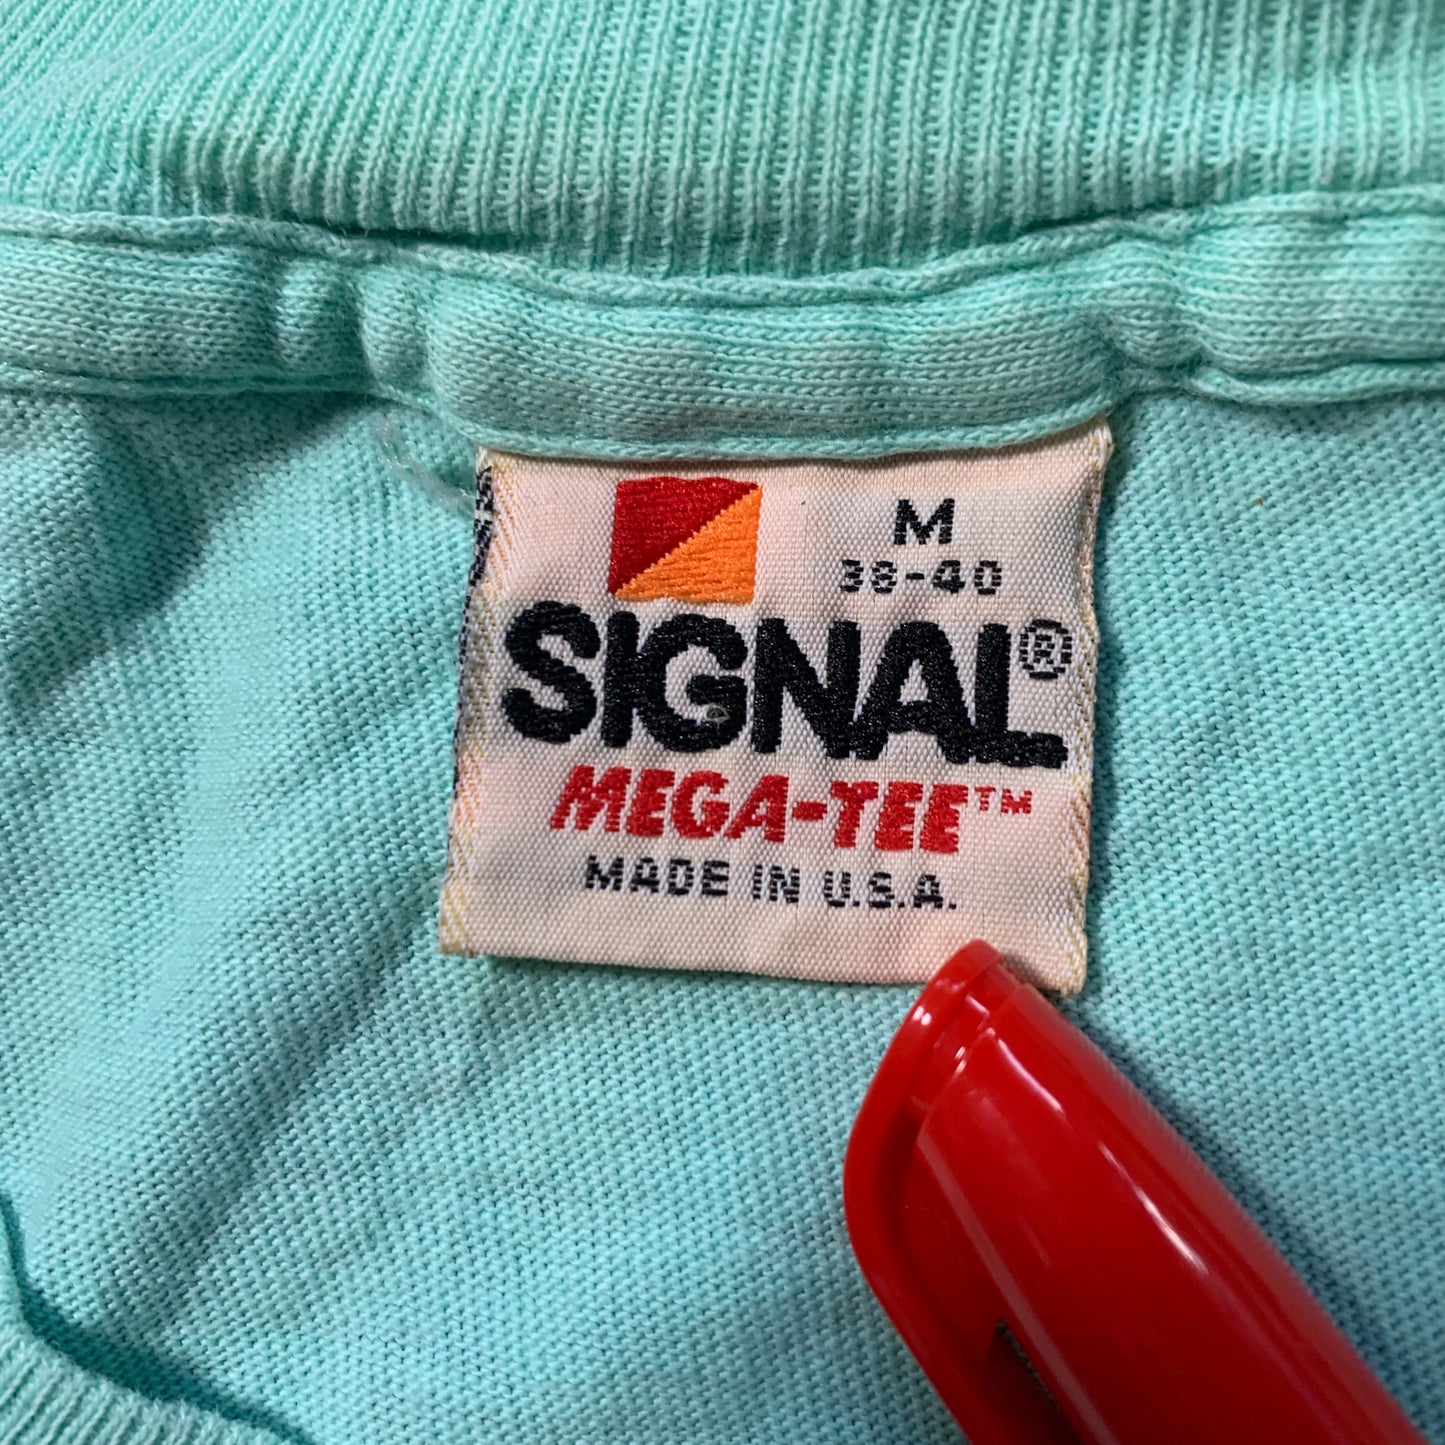 M
38-40
SIGNAL®
MEGA-TEE™
MADE IN U.S.A.